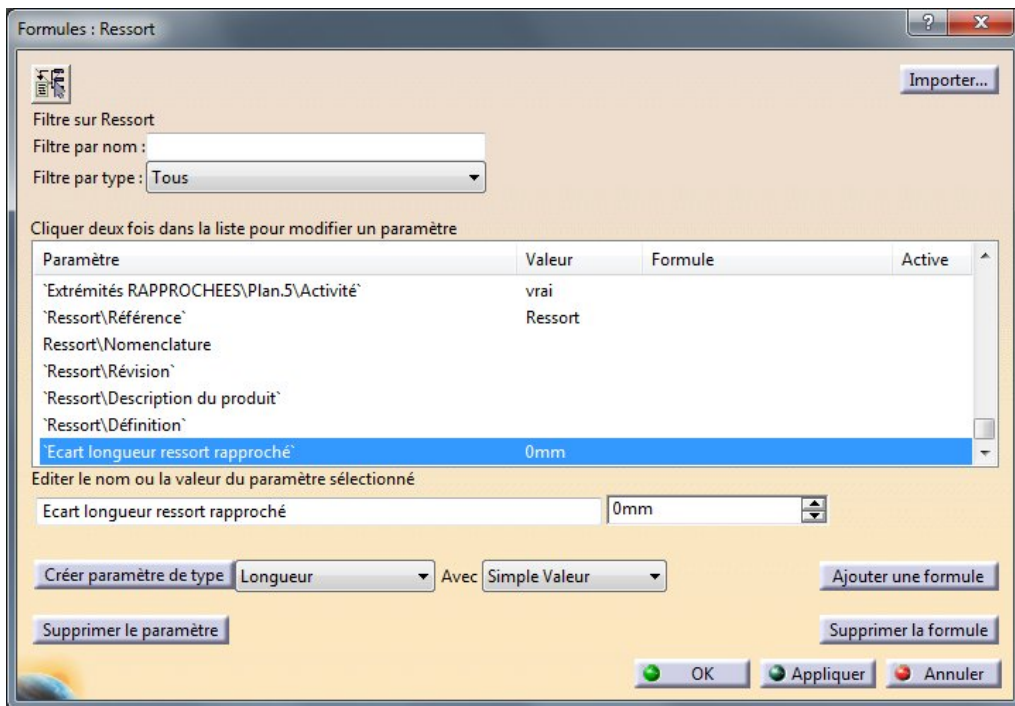 Formules : Ressort
Importer...
Filtre sur Ressort
Filtre par nom :
Filtre par type : Tous
Cliquer deux fois dans la liste pour modifier un paramètre
Paramètre Valeur Formule Active
`Extrémités RAPPROCHEES\Plan.5\Activité` vrai
`Ressort\Référence` Ressort
Ressort\Nomenclature
`Ressort\Révision`
`Ressort\Description du produit`
`Ressort\Définition`
`Ecart longueur ressort rapproché` 0mm
Editer le nom ou la valeur du paramètre sélectionné
Ecart longueur ressort rapproché 0mm
Créer paramètre de type Longueur Avec Simple Valeur Ajouter une formule
Supprimer le paramètre Supprimer la formule
OK Appliquer Annuler